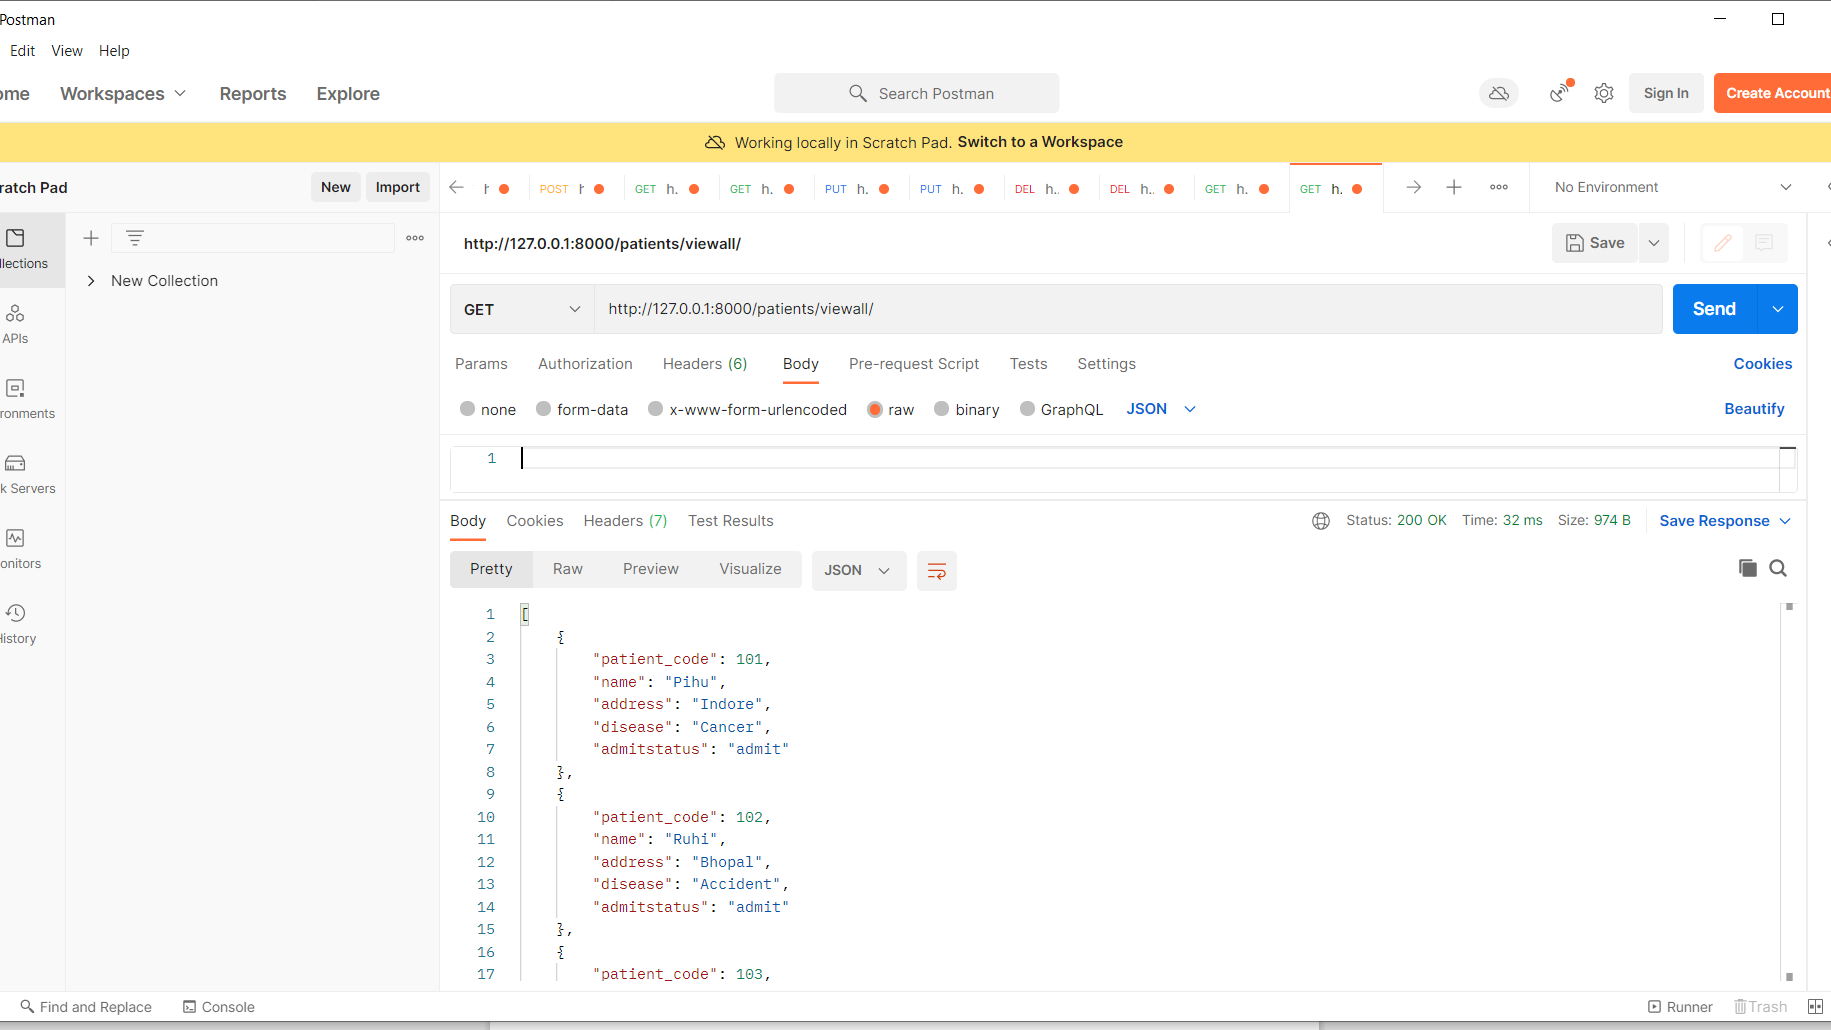 Postman
Edit View Help
ome Workspaces Reports Explore Search Postman Sign In Create Account
Working locally in Scratch Pad. Switch to a Workspace
ratch Pad New Import h POST h GET h. GET h. PUT h. PUT h. DEL h.. DEL h.. GET h. GET h. No Environment
http://127.0.0.1:8000/patients/viewall/ Save
llections
New Collection
GET http://127.0.0.1:8000/patients/viewall/ Send
APIs
Params Authorization Headers (6) Body Pre-request Script Tests Settings Cookies
ronments
none form-data x-www-form-urlencoded raw binary GraphQL JSON Beautify
1
k Servers
Body Cookies Headers (7) Test Results Status: 200 OK Time: 32 ms Size: 974 B Save Response
onitors
Pretty Raw Preview Visualize JSON
1 [
2 {
History
3 "patient_code": 101,
4 "name": "Pihu",
5 "address": "Indore",
6 "disease": "Cancer",
7 "admitstatus": "admit"
8 },
9 {
10 "patient_code": 102,
11 "name": "Ruhi",
12 "address": "Bhopal",
13 "disease": "Accident",
14 "admitstatus": "admit"
15 },
16 {
17 "patient_code": 103,
Find and Replace Console Runner Trash